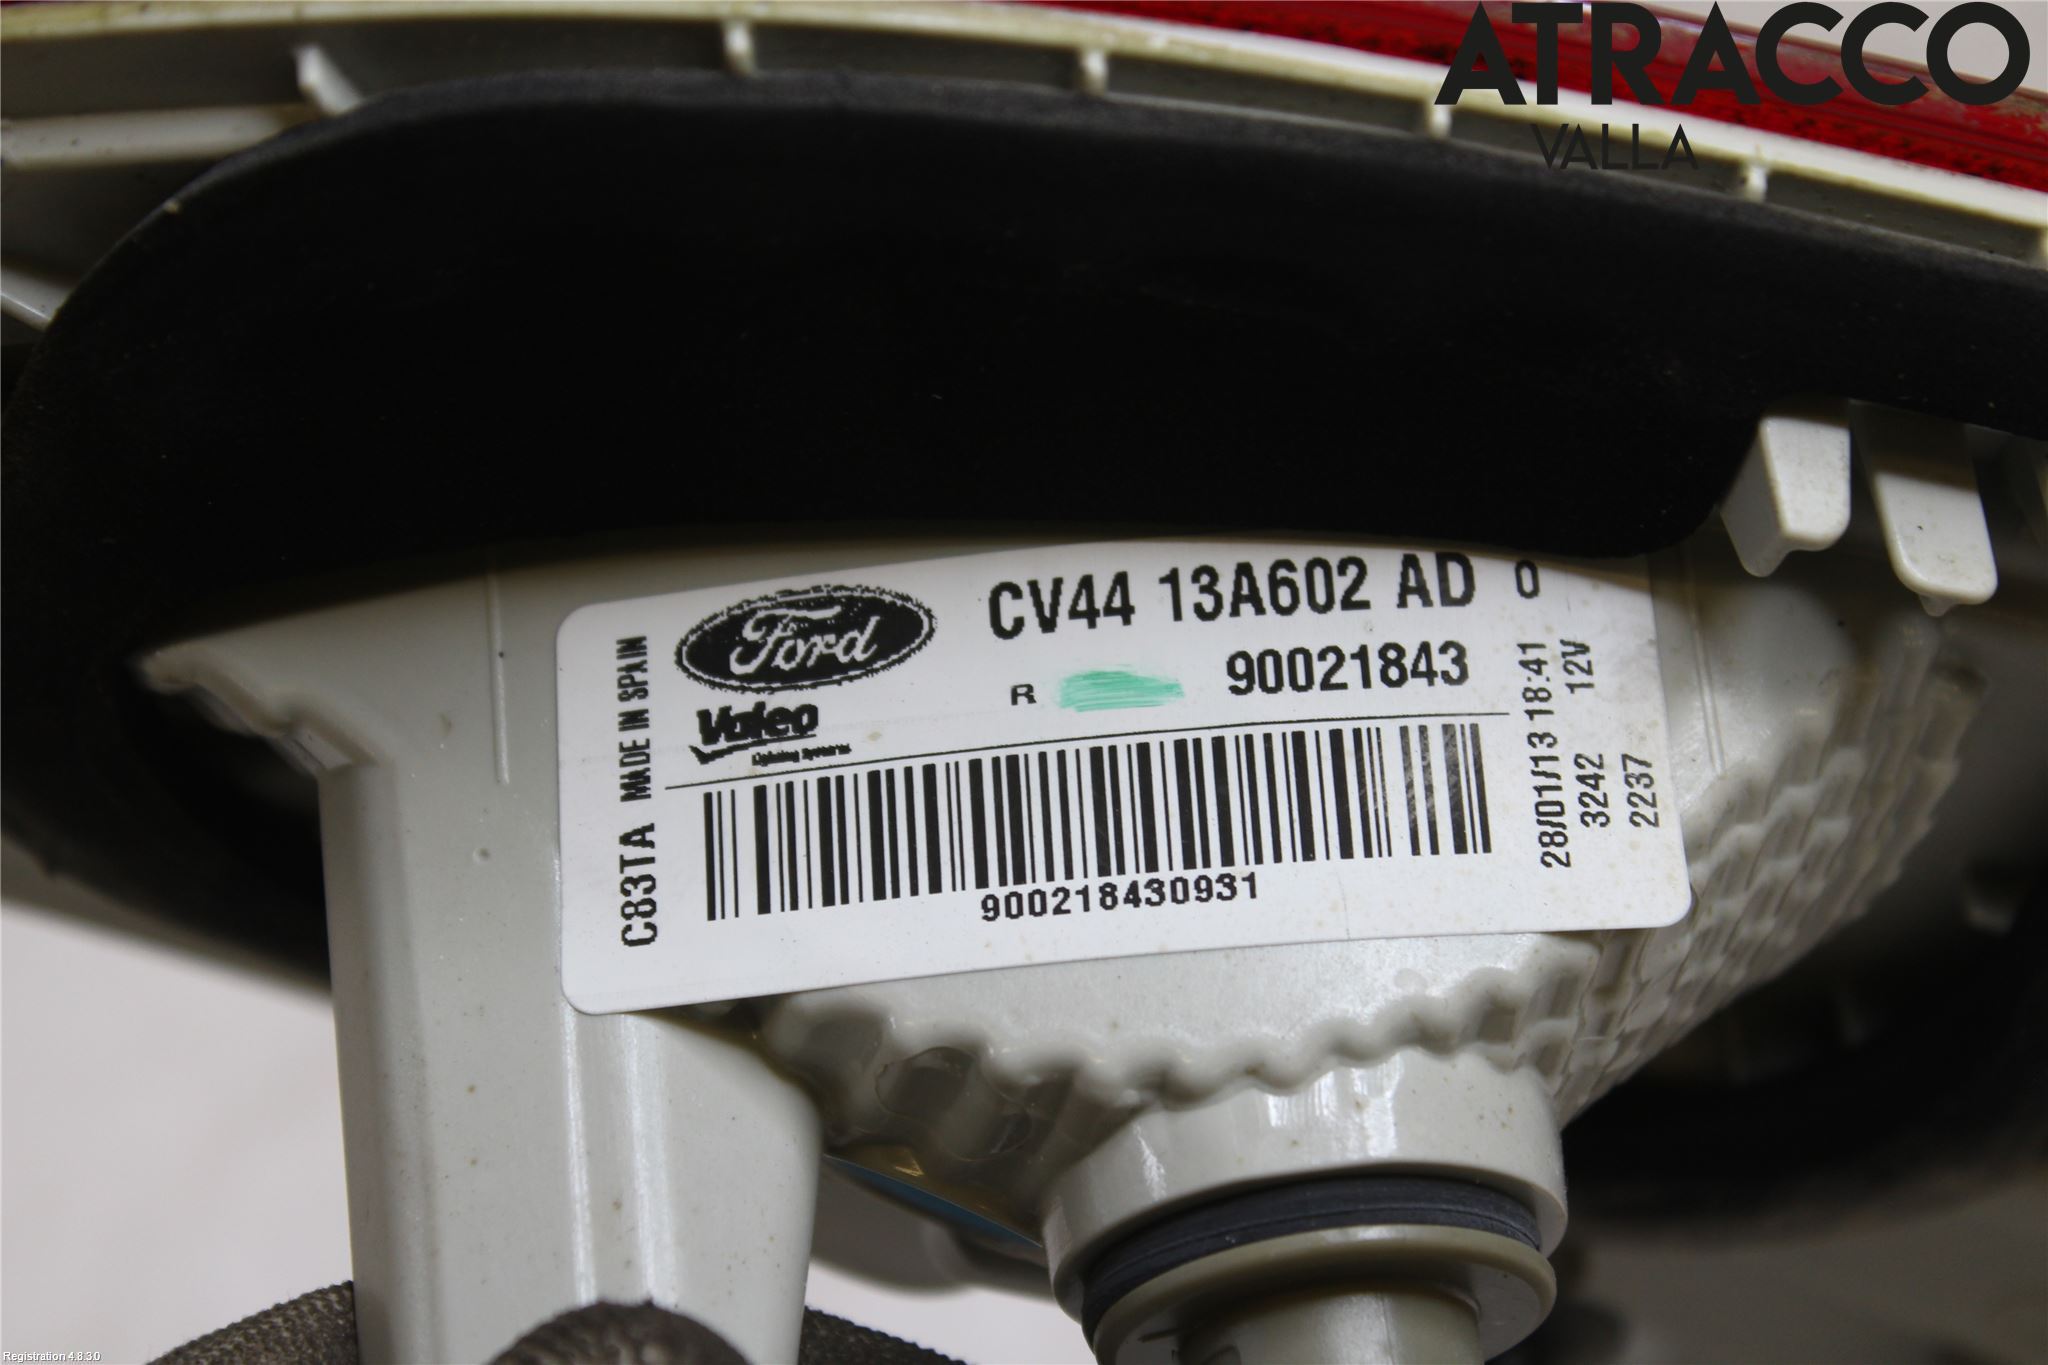 ATRACCO
VALLA
Ford
CV44 13A602 AD 0
R 90021843
Valeo
900218430931
C83TA MADE IN SPAIN
28/01/13 18:41
3242 12V
2237
Registration 4.8.3.0